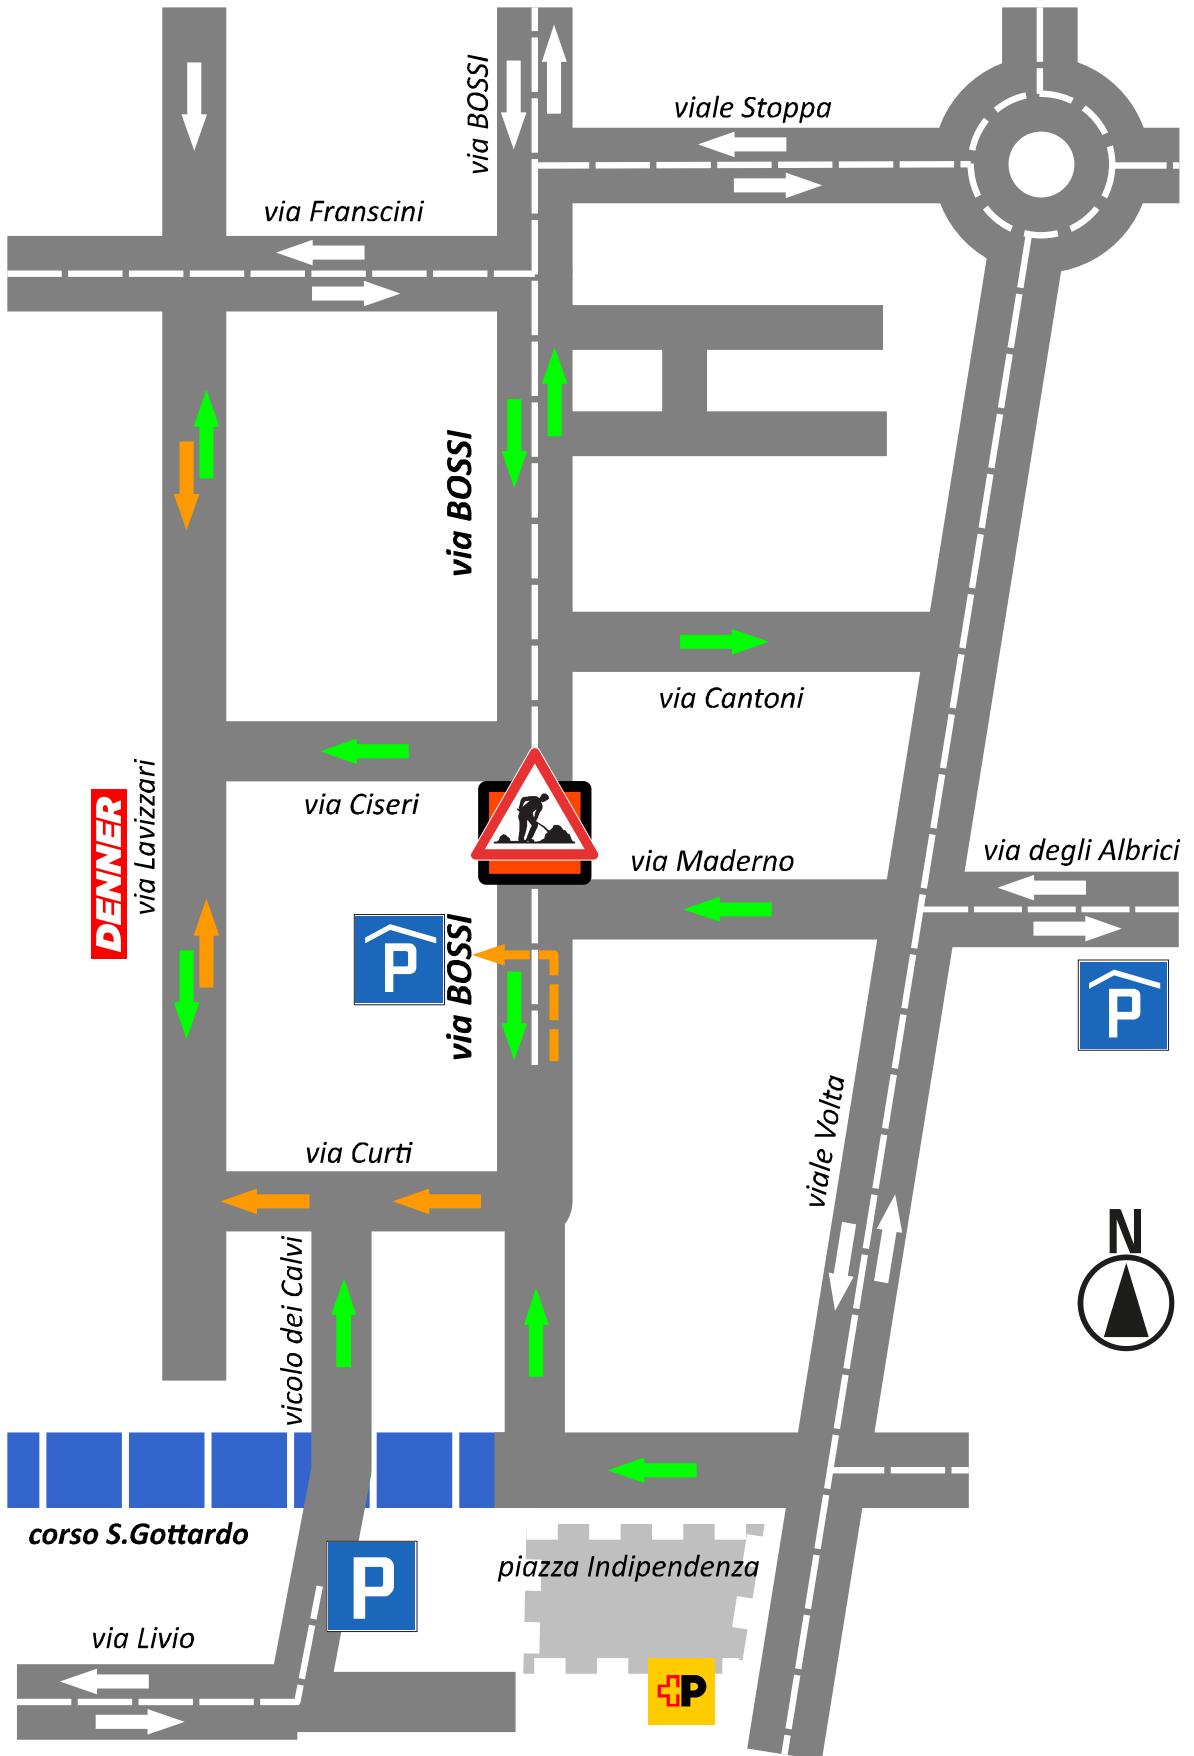 via BOSSI
viale Stoppa
via Franscini
via BOSSI
via Cantoni
via Ciseri
DENNER
via Lavizzari
via Maderno
via degli Albrici
P
via BOSSI
P
viale Volta
via Curti
N
vicolo dei Calvi
corso S.Gottardo
P
piazza Indipendenza
via Livio
P